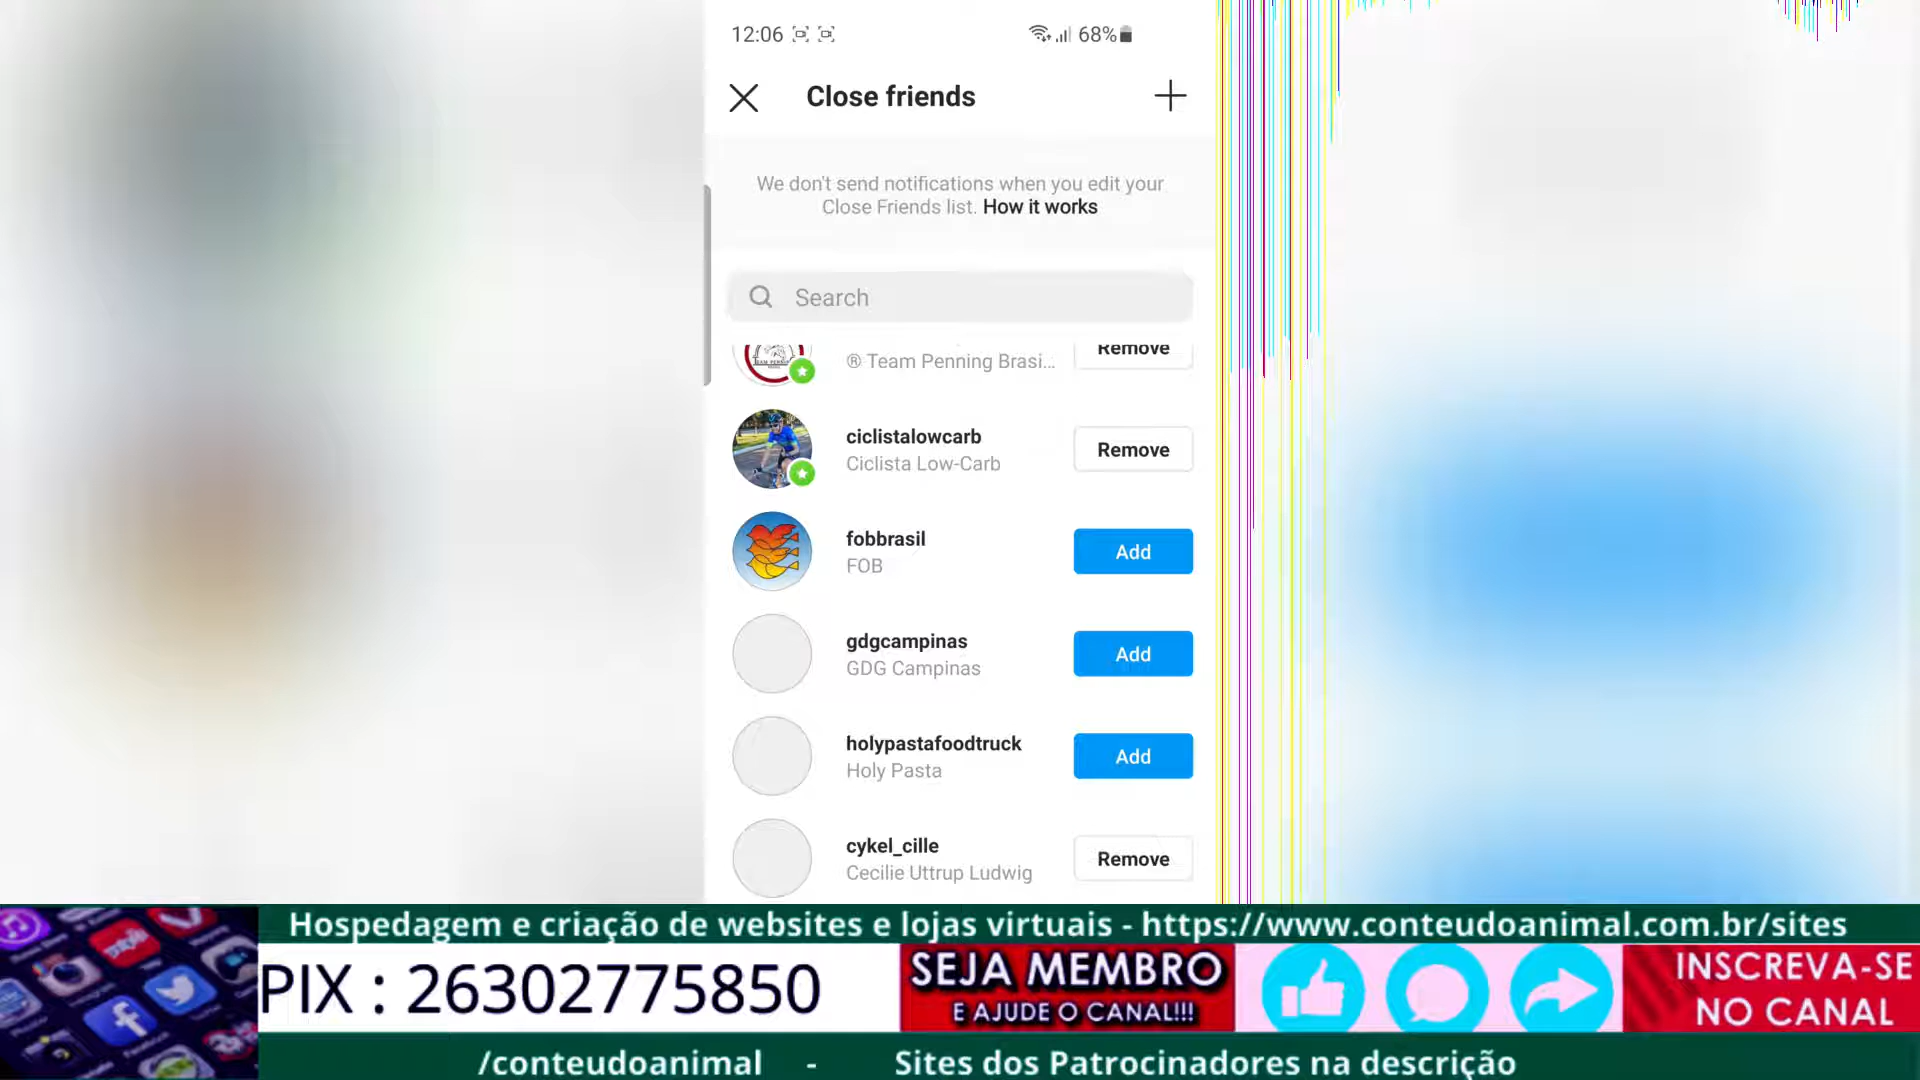 12:06
68%
Close friends
We don't send notifications when you edit your
Close Friends list. How it works
Search
® Team Penning Brasi...
Remove
ciclistalowcarb
Ciclista Low-Carb
Remove
fobbrasil
FOB
Add
gdgcampinas
GDG Campinas
Add
holypastafoodtruck
Holy Pasta
Add
cykel_cille
Cecilie Uttrup Ludwig
Remove
Hospedagem e criação de websites e lojas virtuais - https://www.conteudoanimal.com.br/sites
PIX : 26302775850
SEJA MEMBRO
E AJUDE O CANAL!!!
INSCREVA-SE
NO CANAL
/conteudoanimal - Sites dos Patrocinadores na descrição